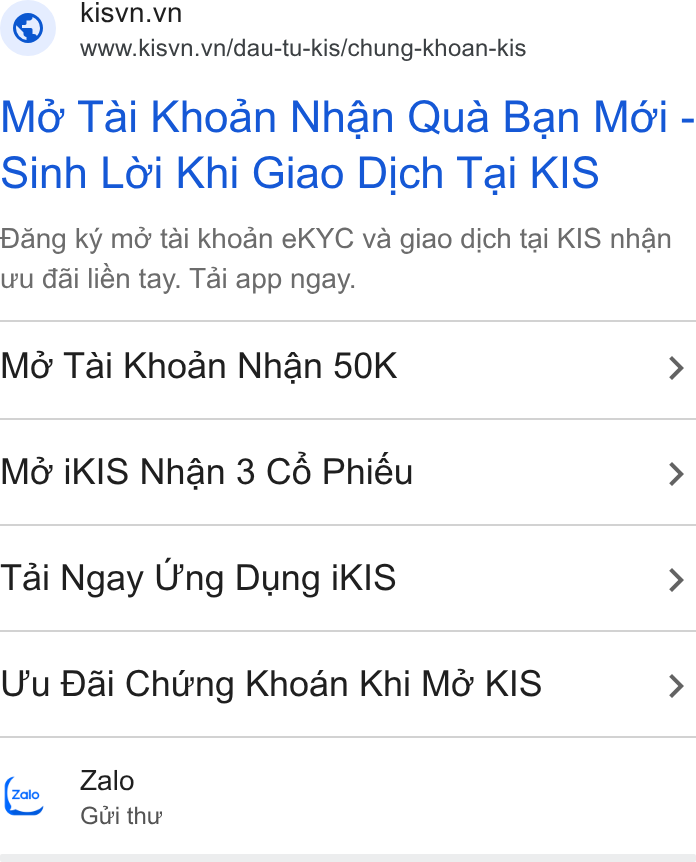 kisvn.vn
www.kisvn.vn/dau-tu-kis/chung-khoan-kis
Mở Tài Khoản Nhận Quà Bạn Mới -
Sinh Lời Khi Giao Dịch Tại KIS
Đăng ký mở tài khoản eKYC và giao dịch tại KIS nhận
ưu đãi liền tay. Tải app ngay.
Mở Tài Khoản Nhận 50K
Mở iKIS Nhận 3 Cổ Phiếu
Tải Ngay Ứng Dụng iKIS
Ưu Đãi Chứng Khoán Khi Mở KIS
Zalo
Zalo
Gửi thư